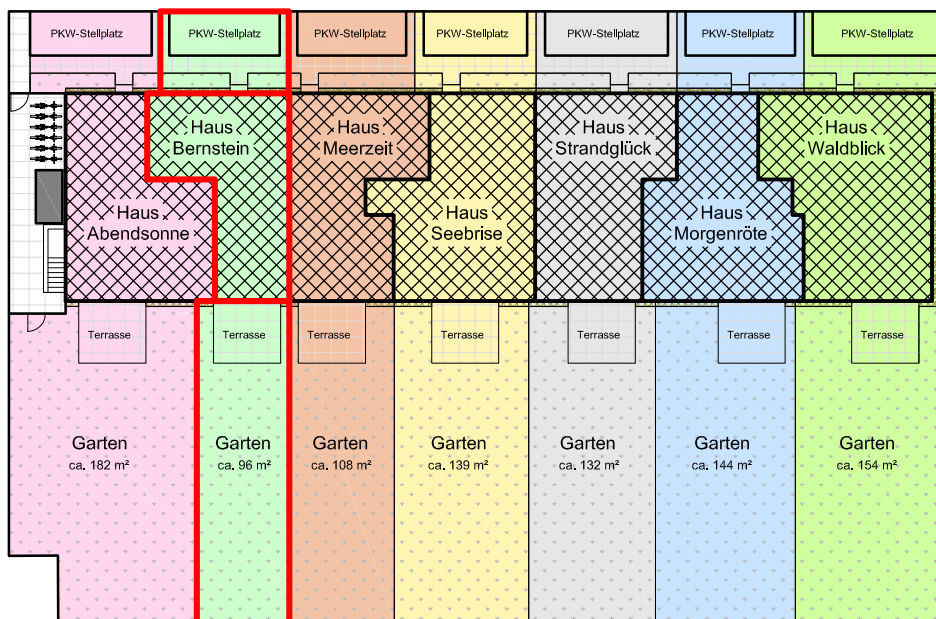 PKW-Stellplatz
PKW-Stellplatz
PKW-Stellplatz
PKW-Stellplatz
PKW-Stellplatz
PKW-Stellplatz
PKW-Stellplatz
Haus
Bernstein
Haus
Meerzeit
Haus
Strandglück
Haus
Waldblick
Haus
Abendsonne
Haus
Seebrise
Haus
Morgenröte
Terrasse
Terrasse
Terrasse
Terrasse
Terrasse
Terrasse
Terrasse
Garten
ca. 182 m²
Garten
ca. 96 m²
Garten
ca. 108 m²
Garten
ca. 139 m²
Garten
ca. 132 m²
Garten
ca. 144 m²
Garten
ca. 154 m²